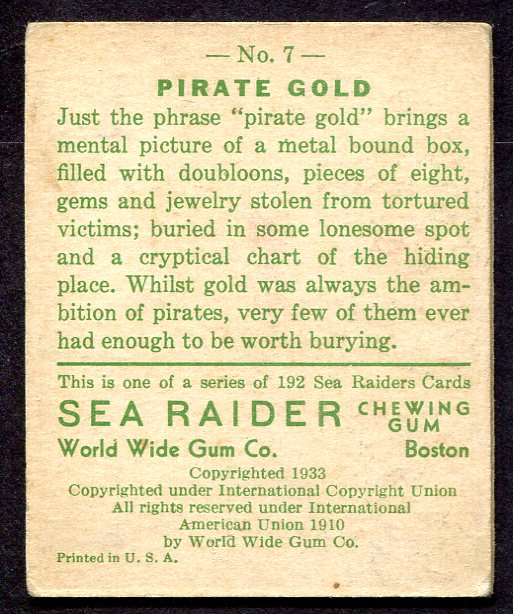 — No. 7 —
PIRATE GOLD
Just the phrase "pirate gold" brings a
mental picture of a metal bound box,
filled with doubloons, pieces of eight,
gems and jewelry stolen from tortured
victims; buried in some lonesome spot
and a cryptical chart of the hiding
place. Whilst gold was always the am-
bition of pirates, very few of them ever
had enough to be worth burying.
This is one of a series of 192 Sea Raiders Cards
SEA RAIDER CHEWING GUM
World Wide Gum Co. Boston
Copyrighted 1933
Copyrighted under International Copyright Union
All rights reserved under International
American Union 1910
by World Wide Gum Co.
Printed in U. S. A.